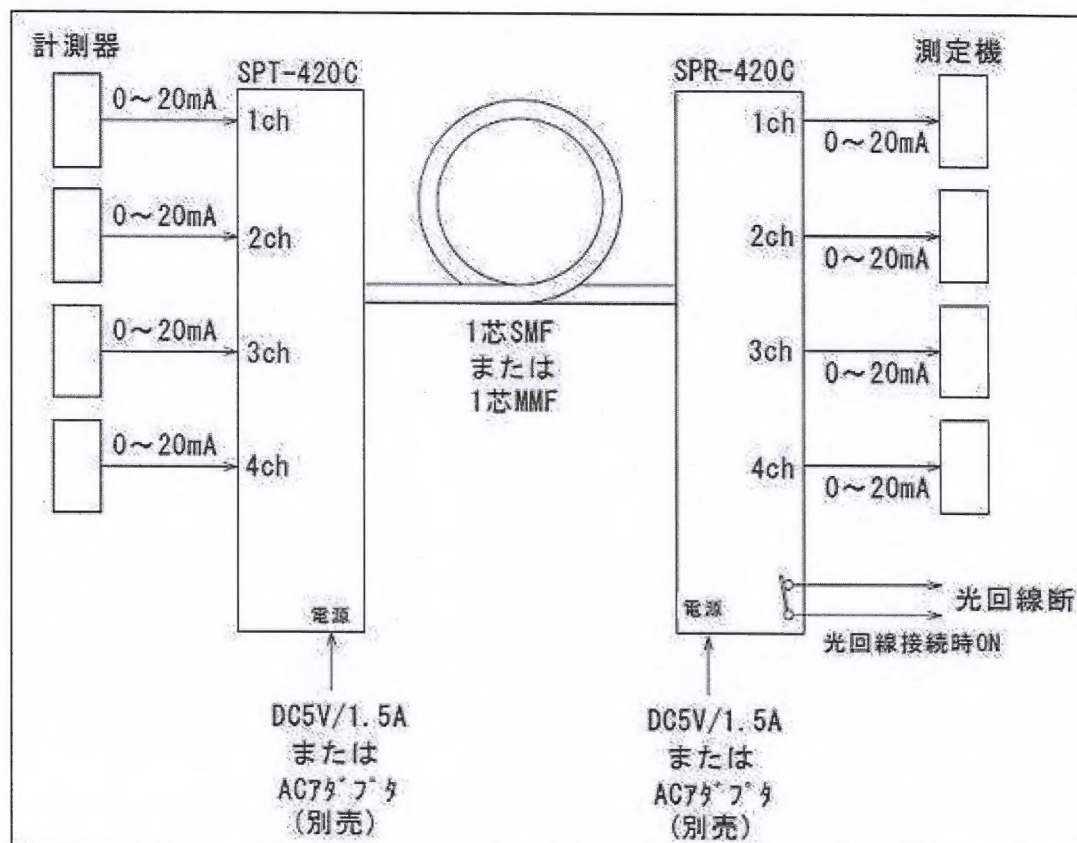 計測器
測定機
SPT-420C
SPR-420C
0～20mA
1ch
1ch
0～20mA
0～20mA
2ch
2ch
0～20mA
1芯SMF
または
1芯MMF
0～20mA
3ch
3ch
0～20mA
0～20mA
4ch
4ch
0～20mA
電源
電源
光回線断
光回線接続時ON
DC5V/1.5A
または
ACｱﾀﾞﾌﾟﾀ
(別売)
DC5V/1.5A
または
ACｱﾀﾞﾌﾟﾀ
(別売)